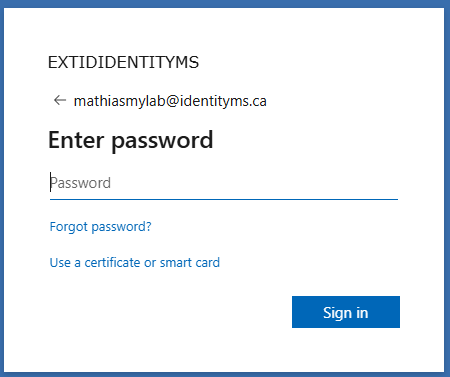 EXTIDIDENTITYMS
← mathiasmylab@identityms.ca
Enter password
Password
Forgot password?
Use a certificate or smart card
Sign in